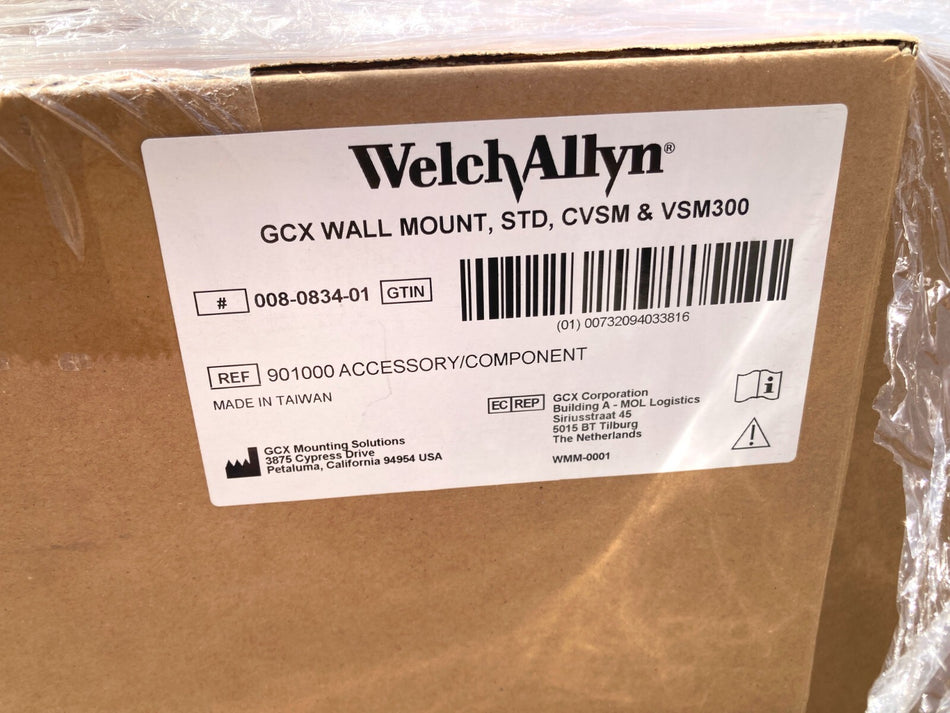 WelchAllyn®
GCX WALL MOUNT, STD, CVSM & VSM300
# 008-0834-01 GTIN
(01) 00732094033816
REF 901000 ACCESSORY/COMPONENT
MADE IN TAIWAN
GCX Mounting Solutions
3875 Cypress Drive
Petaluma, California 94954 USA
EC REP GCX Corporation
Building A - MOL Logistics
Siriusstraat 45
5015 BT Tilburg
The Netherlands
WMM-0001